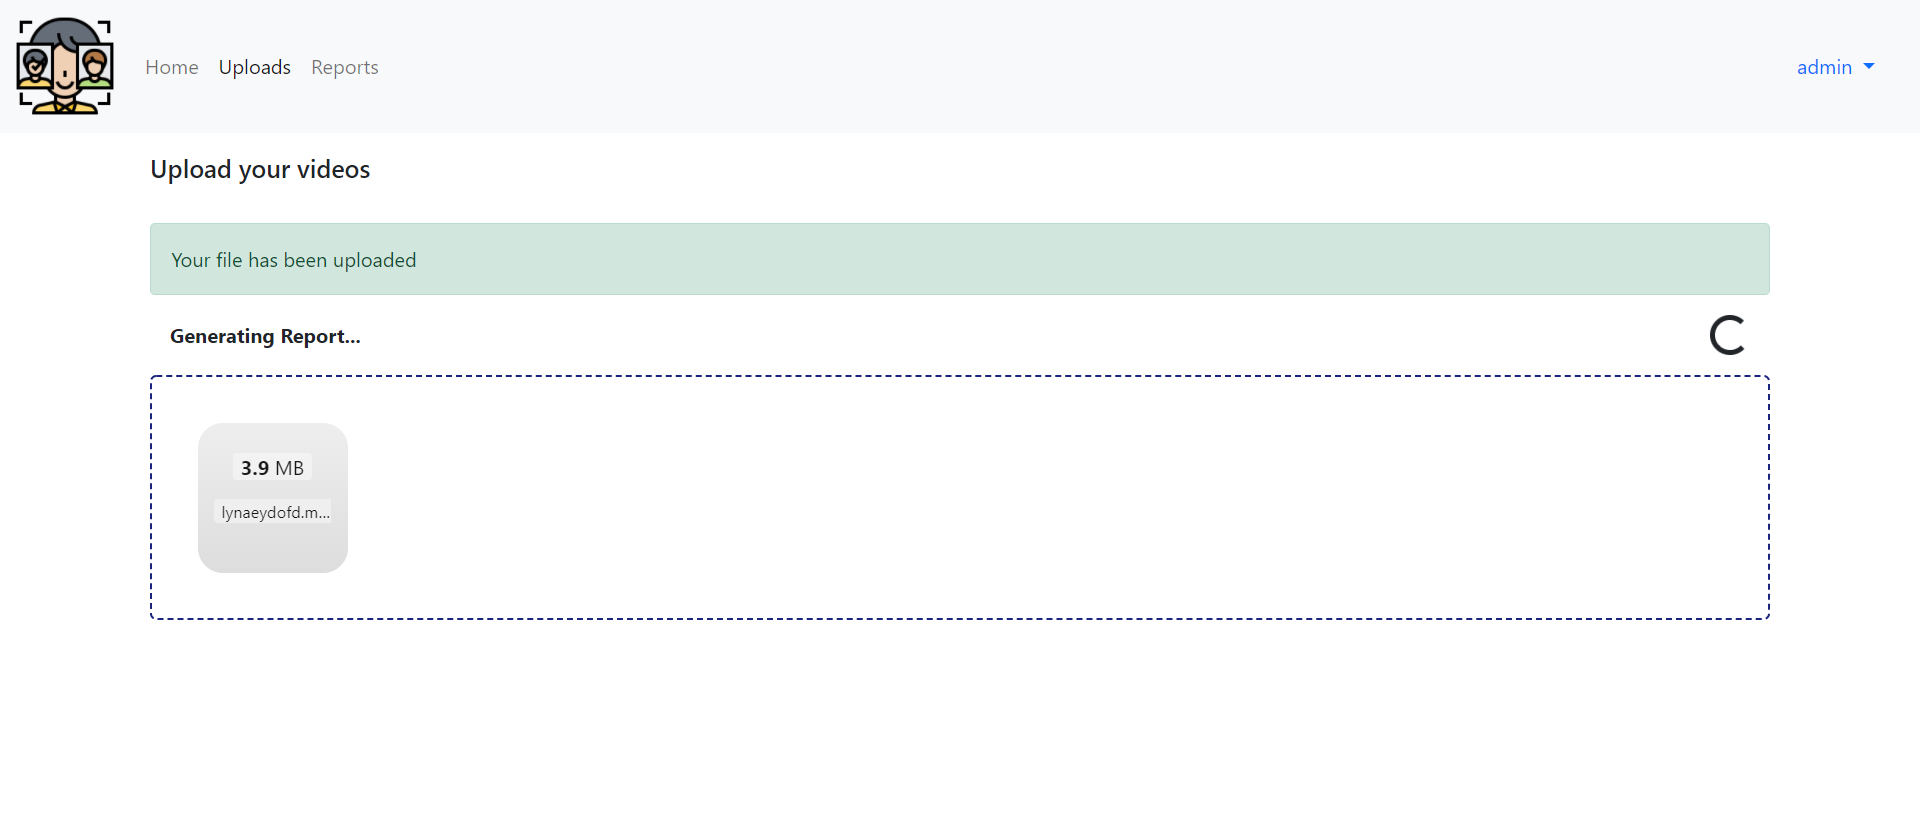 Home Uploads Reports admin
Upload your videos
Your file has been uploaded
Generating Report...
3.9 MB
lynaeydofd.m...